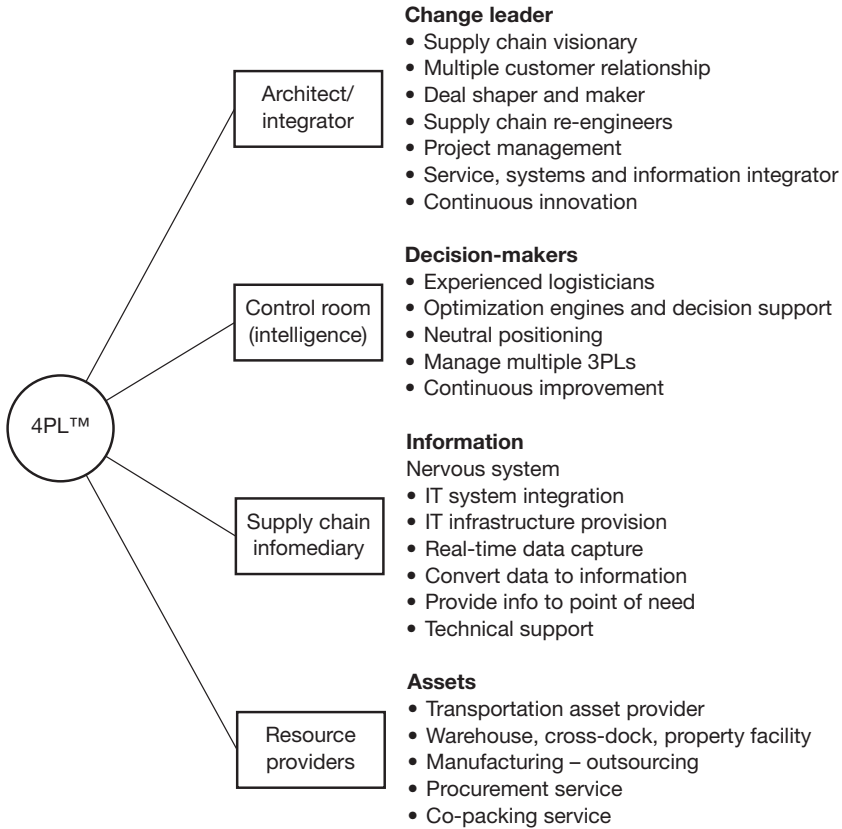 Change leader
• Supply chain visionary
• Multiple customer relationship
• Deal shaper and maker
• Supply chain re-engineers
• Project management
• Service, systems and information integrator
• Continuous innovation
Architect/
integrator
Decision-makers
• Experienced logisticians
• Optimization engines and decision support
• Neutral positioning
• Manage multiple 3PLs
• Continuous improvement
Control room
(intelligence)
4PL™
Information
Nervous system
• IT system integration
• IT infrastructure provision
• Real-time data capture
• Convert data to information
• Provide info to point of need
• Technical support
Supply chain
infomediary
Assets
• Transportation asset provider
• Warehouse, cross-dock, property facility
• Manufacturing – outsourcing
• Procurement service
• Co-packing service
Resource
providers